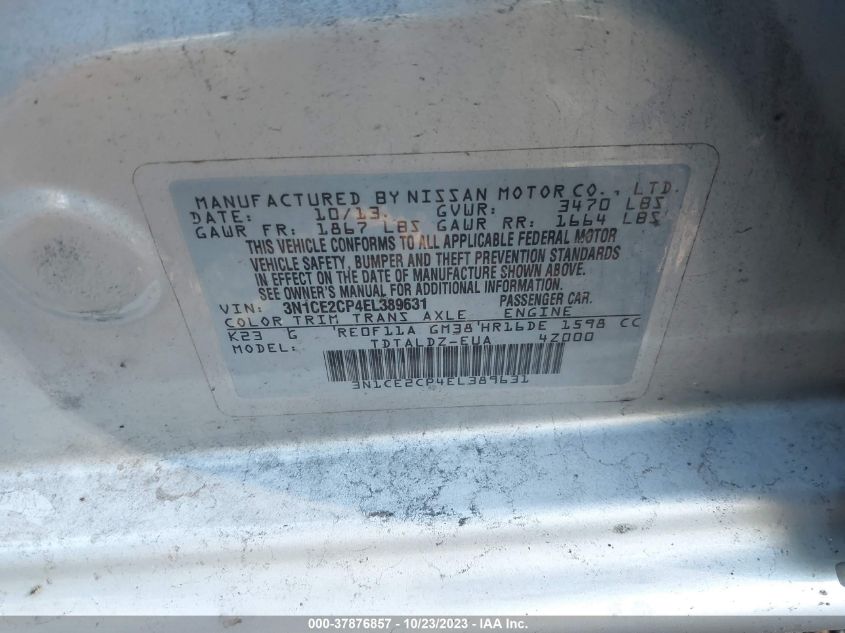 MANUFACTURED BY NISSAN MOTOR CO., LTD.
DATE: 10/13 GVWR: 3470 LBS
GAWR FR: 1867 LBS GAWR RR: 1664 LBS
THIS VEHICLE CONFORMS TO ALL APPLICABLE FEDERAL MOTOR
VEHICLE SAFETY, BUMPER AND THEFT PREVENTION STANDARDS
IN EFFECT ON THE DATE OF MANUFACTURE SHOWN ABOVE.
SEE OWNER'S MANUAL FOR ADDITIONAL INFORMATION.
VIN: 3N1CE2CP4EL389631 PASSENGER CAR.
COLOR TRIM TRANS AXLE ENGINE
K23 G RE0F11A GM38 HR16DE 1598 CC
MODEL: TDTALDZ-EUA 4Z000
3N1CE2CP4EL389631
000-37876857 | 10/23/2023 - IAA Inc.